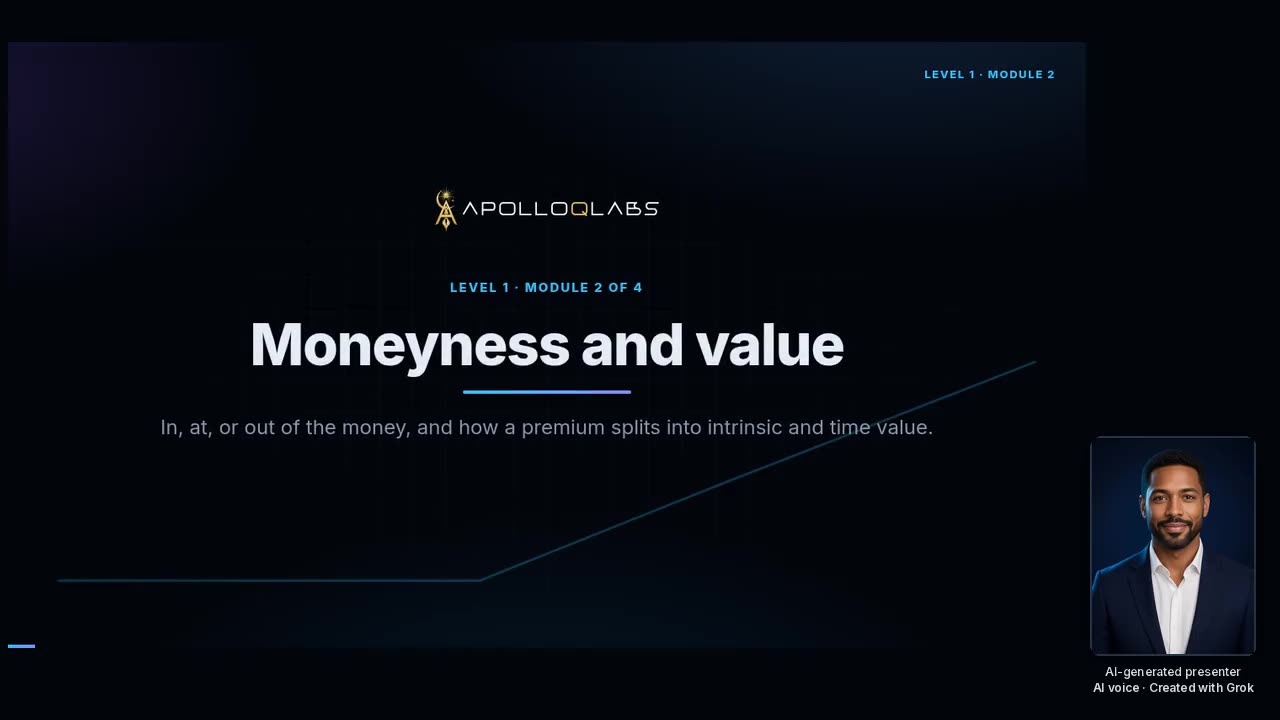 LEVEL 1 · MODULE 2
APOLLOQLABS
LEVEL 1 · MODULE 2 OF 4
Moneyness and value
In, at, or out of the money, and how a premium splits into intrinsic and time value.
AI-generated presenter
AI voice · Created with Grok